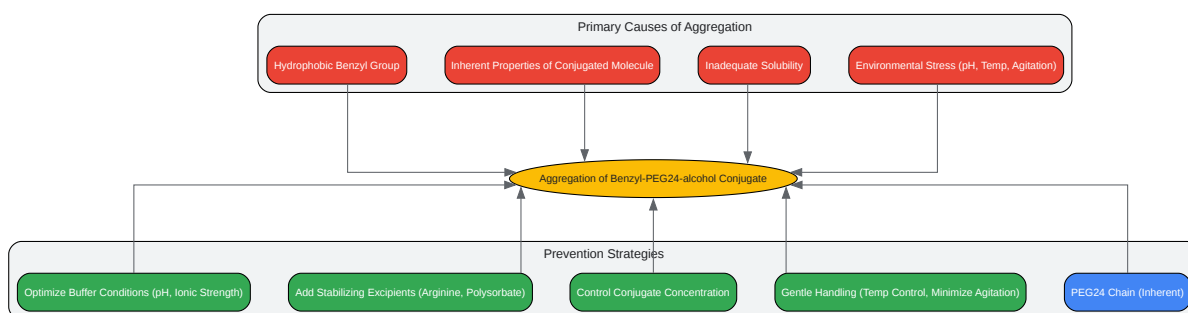 Primary Causes of Aggregation
Hydrophobic Benzyl Group
Inherent Properties of Conjugated Molecule
Inadequate Solubility
Environmental Stress (pH, Temp, Agitation)
Aggregation of Benzyl-PEG24-alcohol Conjugate
Prevention Strategies
Optimize Buffer Conditions (pH, Ionic Strength)
Add Stabilizing Excipients (Arginine, Polysorbate)
Control Conjugate Concentration
Gentle Handling (Temp Control, Minimize Agitation)
PEG24 Chain (Inherent)